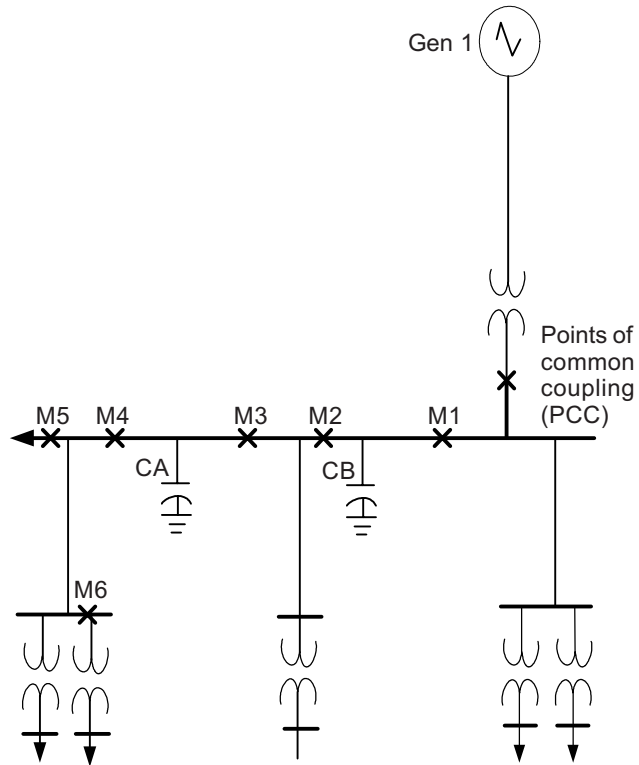 Gen 1
Points of
common
coupling
(PCC)
M5 M4 M3 M2 M1
CA
CB
M6